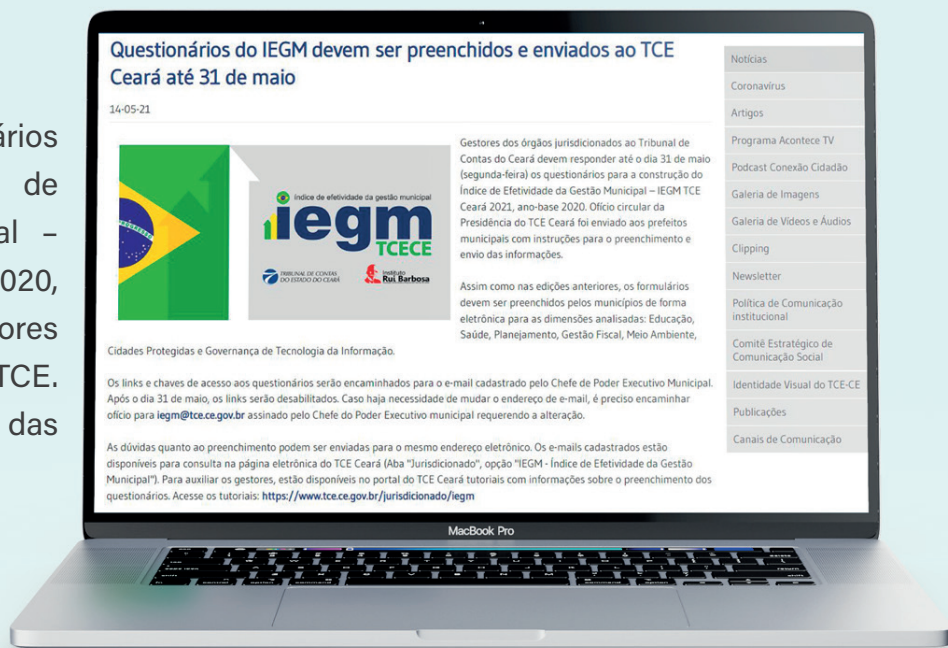 ários
de
al –
020,
ores
TCE.
das
Questionários do IEGM devem ser preenchidos e enviados ao TCE
Ceará até 31 de maio
14-05-21
índice de efetividade da gestão municipal
iegm
TCECE
TRIBUNAL DE CONTAS
DO ESTADO DO CEARÁ
Instituto
Rui Barbosa
Gestores dos órgãos jurisdicionados ao Tribunal de
Contas do Ceará devem responder até o dia 31 de maio
(segunda-feira) os questionários para a construção do
Índice de Efetividade da Gestão Municipal – IEGM TCE
Ceará 2021, ano-base 2020. Ofício circular da
Presidência do TCE Ceará foi enviado aos prefeitos
municipais com instruções para o preenchimento e
envio das informações.
Assim como nas edições anteriores, os formulários
devem ser preenchidos pelos municípios de forma
eletrônica para as dimensões analisadas: Educação,
Saúde, Planejamento, Gestão Fiscal, Meio Ambiente,
Cidades Protegidas e Governança de Tecnologia da Informação.
Os links e chaves de acesso aos questionários serão encaminhados para o e-mail cadastrado pelo Chefe de Poder Executivo Municipal.
Após o dia 31 de maio, os links serão desabilitados. Caso haja necessidade de mudar o endereço de e-mail, é preciso encaminhar
ofício para iegm@tce.ce.gov.br assinado pelo Chefe do Poder Executivo municipal requerendo a alteração.
As dúvidas quanto ao preenchimento podem ser enviadas para o mesmo endereço eletrônico. Os e-mails cadastrados estão
disponíveis para consulta na página eletrônica do TCE Ceará (Aba "Jurisdicionado", opção "IEGM - Índice de Efetividade da Gestão
Municipal"). Para auxiliar os gestores, estão disponíveis no portal do TCE Ceará tutoriais com informações sobre o preenchimento dos
questionários. Acesse os tutoriais: https://www.tce.ce.gov.br/jurisdicionado/iegm
Notícias
Coronavírus
Artigos
Programa Acontece TV
Podcast Conexão Cidadão
Galeria de Imagens
Galeria de Vídeos e Áudios
Clipping
Newsletter
Política de Comunicação
institucional
Comitê Estratégico de
Comunicação Social
Identidade Visual do TCE-CE
Publicações
Canais de Comunicação
MacBook Pro